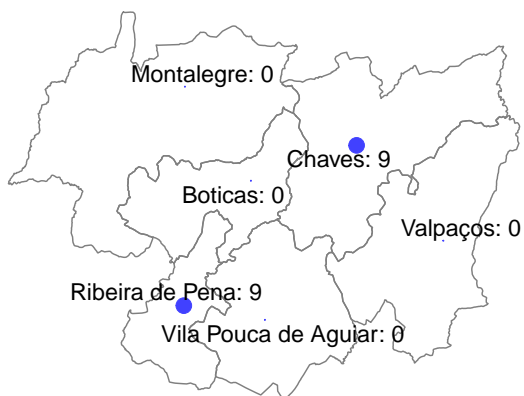 Montalegre: 0
Chaves: 9
Boticas: 0
Valpaços: 0
Ribeira de Pena: 9
Vila Pouca de Aguiar: 0